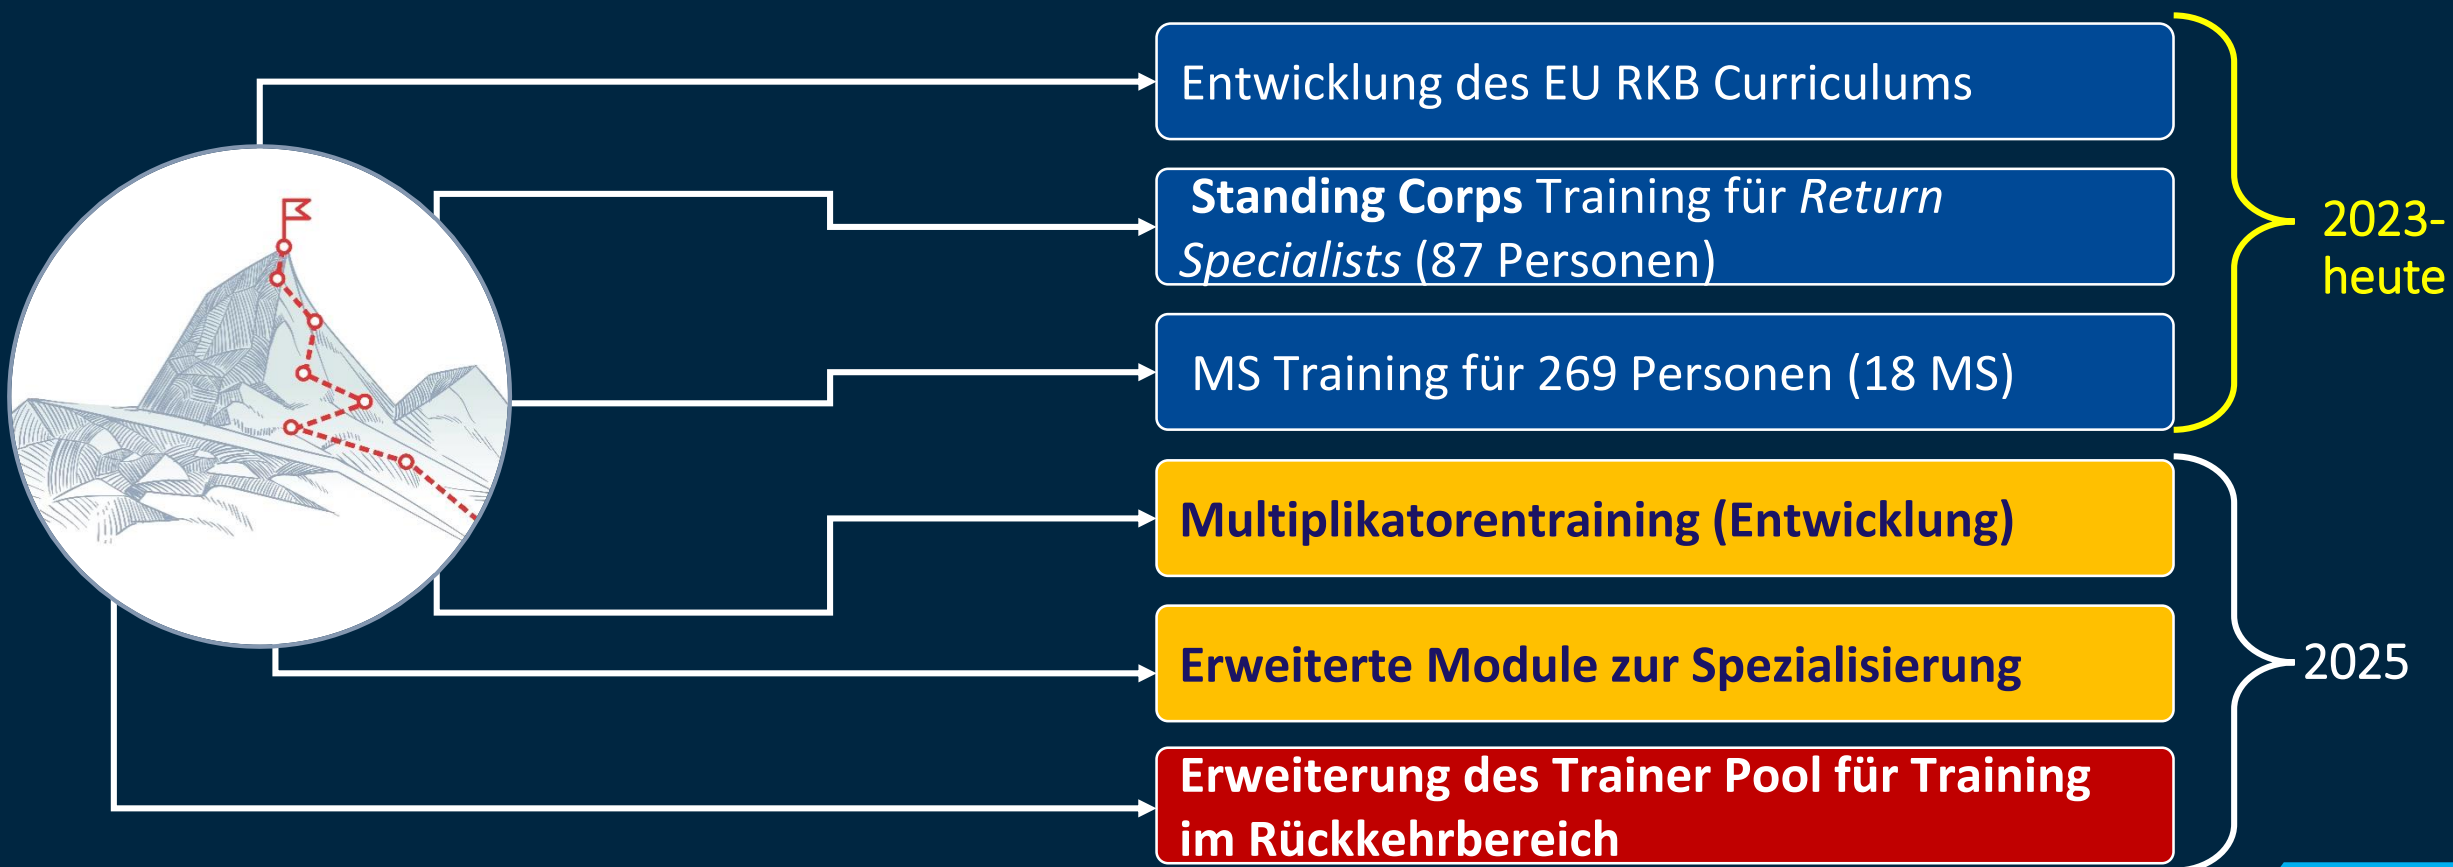 Entwicklung des EU RKB Curriculums
Standing Corps Training für Return
Specialists (87 Personen)
MS Training für 269 Personen (18 MS)
2023-
heute
Multiplikatorentraining (Entwicklung)
Erweiterte Module zur Spezialisierung
Erweiterung des Trainer Pool für Training
im Rückkehrbereich
2025